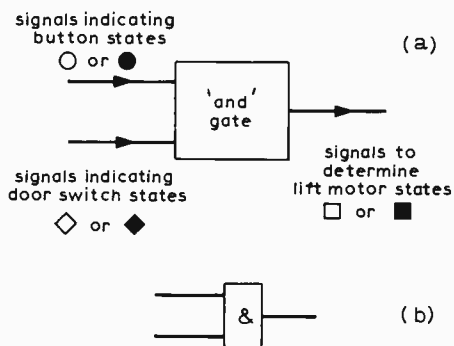 signals indicating
button states
or
(a)
'and'
gate
signals indicating
door switch states
or
signals to
determine
lift motor states
or
&
(b)